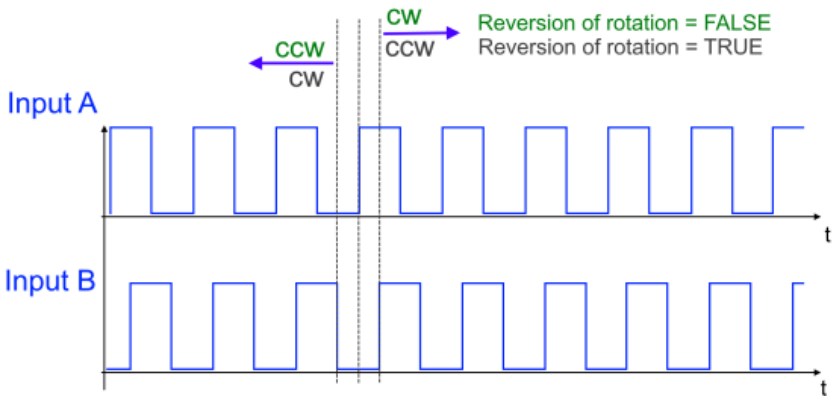 CW
Reversion of rotation = FALSE
CCW
CCW
Reversion of rotation = TRUE
CW
Input A
t
Input B
t